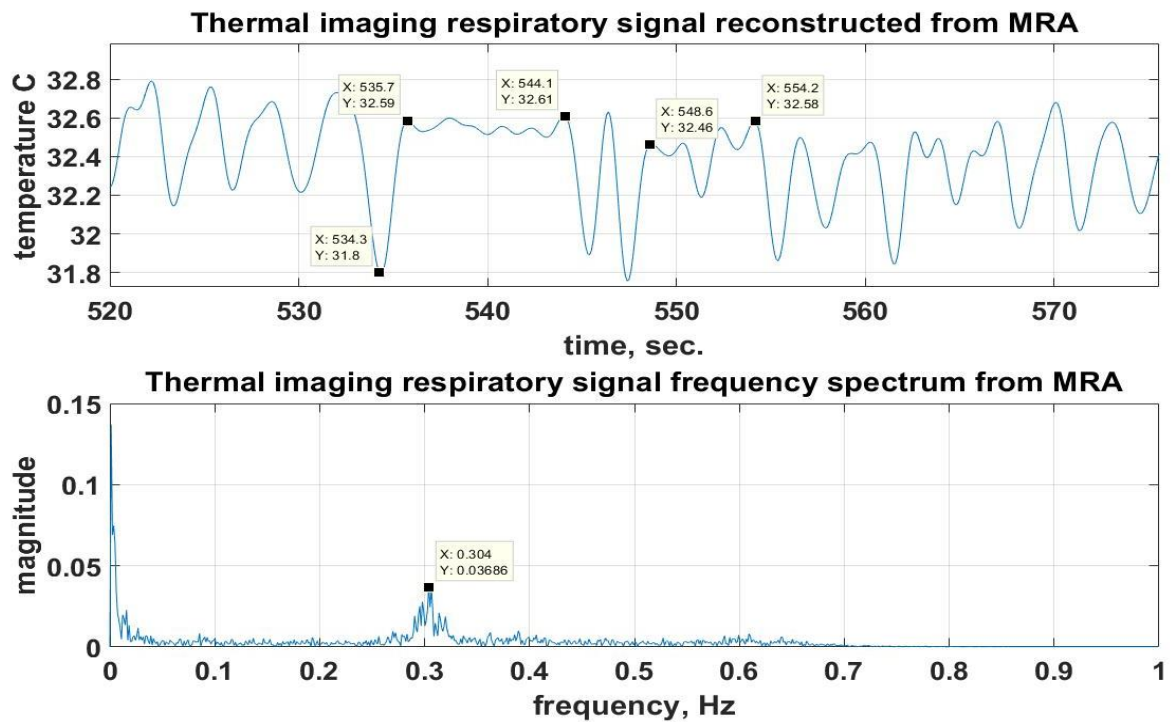 Thermal imaging respiratory signal reconstructed from MRA
temperature C
32.8
32.6
32.4
32.2
32
31.8
X: 535.7
Y: 32.59
X: 544.1
Y: 32.61
X: 548.6
Y: 32.46
X: 554.2
Y: 32.58
X: 534.3
Y: 31.8
520 530 540 550 560 570
time, sec.
Thermal imaging respiratory signal frequency spectrum from MRA
magnitude
0.15
0.1
0.05
0
X: 0.304
Y: 0.03686
0 0.1 0.2 0.3 0.4 0.5 0.6 0.7 0.8 0.9 1
frequency, Hz